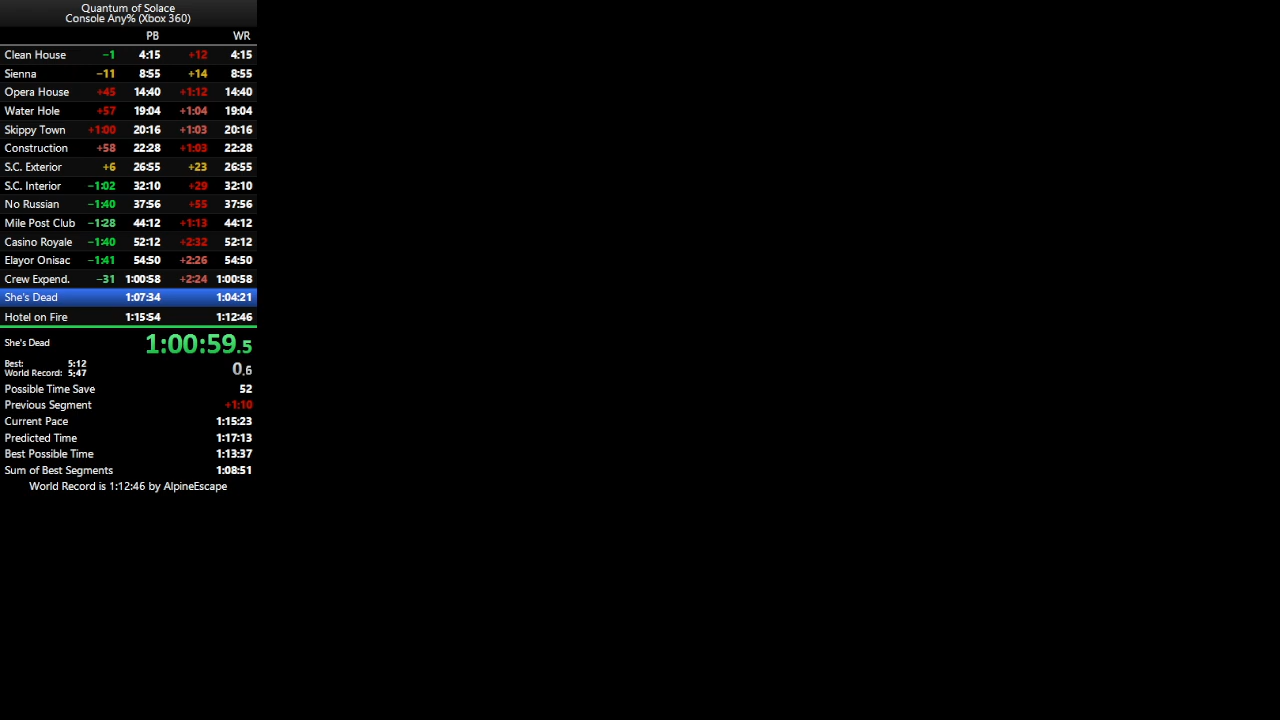 Quantum of Solace
Console Any% (Xbox 360)
PB WR
Clean House −1 4:15 +12 4:15
Sienna −11 8:55 +14 8:55
Opera House +45 14:40 +1:12 14:40
Water Hole +57 19:04 +1:04 19:04
Skippy Town +1:00 20:16 +1:03 20:16
Construction +58 22:28 +1:03 22:28
S.C. Exterior +6 26:55 +23 26:55
S.C. Interior −1:02 32:10 +29 32:10
No Russian −1:40 37:56 +55 37:56
Mile Post Club −1:28 44:12 +1:13 44:12
Casino Royale −1:40 52:12 +2:32 52:12
Elayor Onisac −1:41 54:50 +2:26 54:50
Crew Expend. −31 1:00:58 +2:24 1:00:58
She's Dead 1:07:34 1:04:21
Hotel on Fire 1:15:54 1:12:46
She's Dead 1:00:59.5
Best: 5:12
World Record: 5:47 0.6
Possible Time Save 52
Previous Segment +1:10
Current Pace 1:15:23
Predicted Time 1:17:13
Best Possible Time 1:13:37
Sum of Best Segments 1:08:51
World Record is 1:12:46 by AlpineEscape